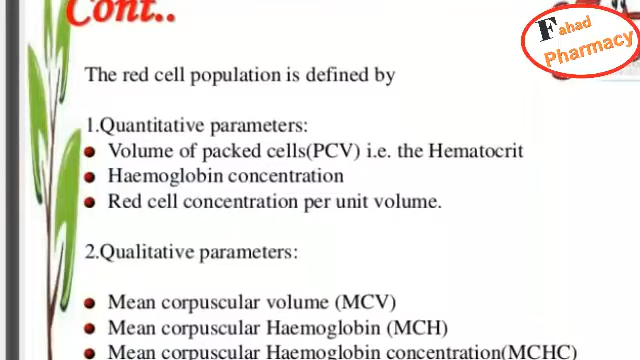 Cont..
Fahad
Pharmacy
The red cell population is defined by
1.Quantitative parameters:
Volume of packed cells(PCV) i.e. the Hematocrit
Haemoglobin concentration
Red cell concentration per unit volume.
2.Qualitative parameters:
Mean corpuscular volume (MCV)
Mean corpuscular Haemoglobin (MCH)
Mean corpuscular Haemoglobin concentration(MCHC)